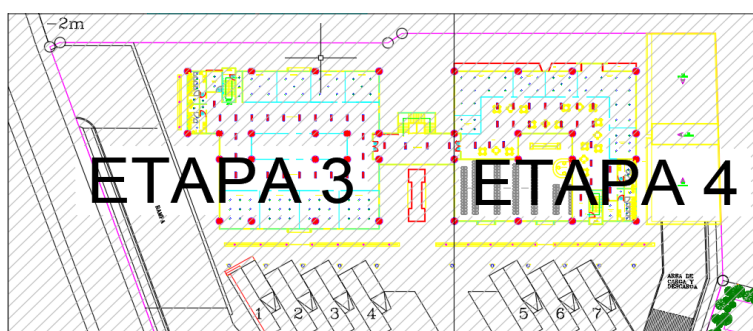 -2m
ETAPA 3
ETAPA 4
RAMPA
AREA DE
CARGA Y
DESCARGA
1
2
3
4
5
6
7